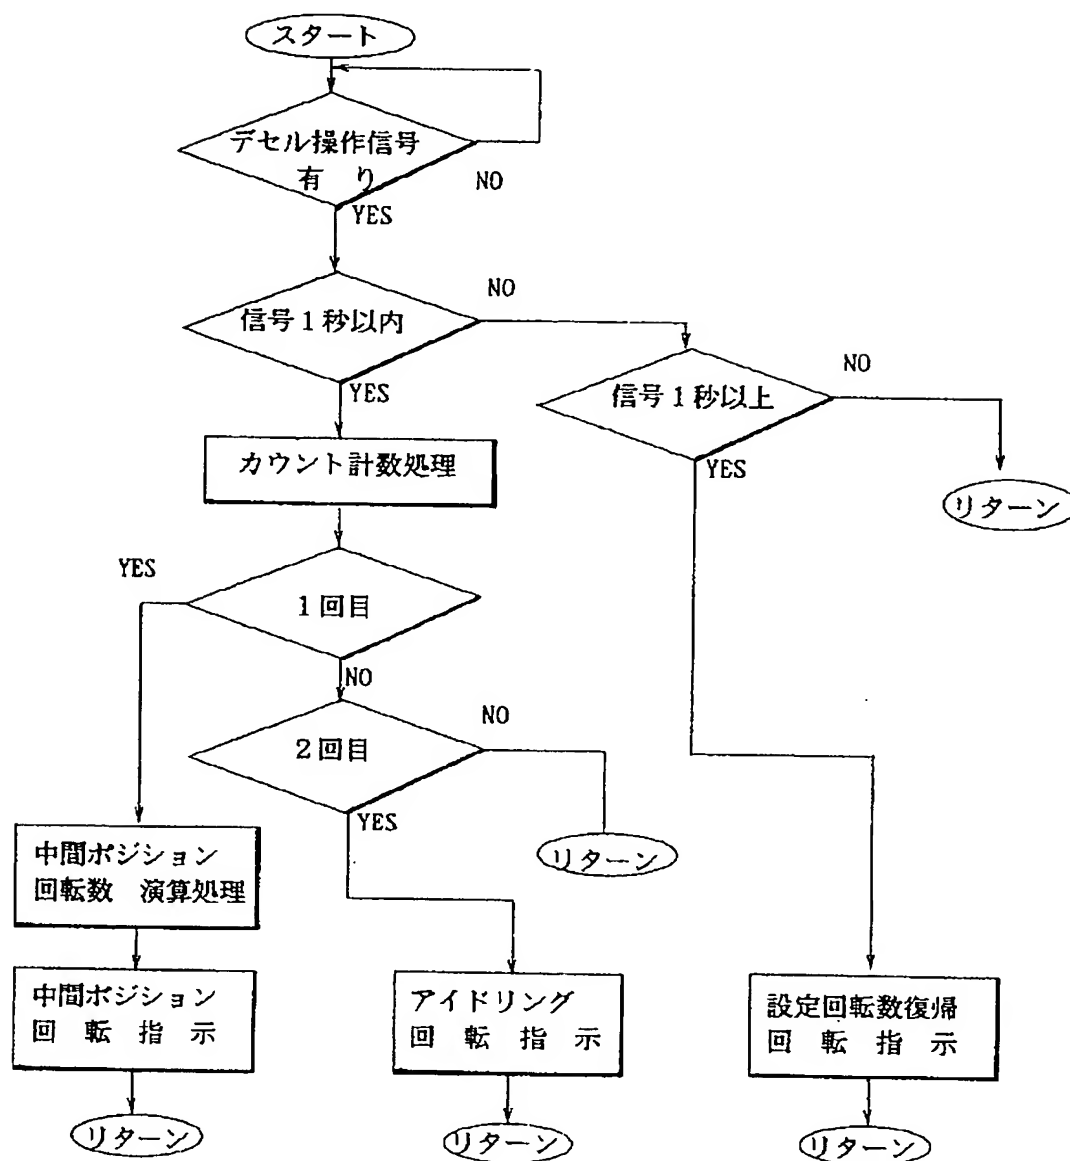 スタート
デセル操作信号
有 り
NO
YES
信号1秒以内
NO
YES
信号1秒以上
NO
YES
リターン
カウント計数処理
1回目
YES
NO
2回目
NO
YES
リターン
中間ポジション
回転数 演算処理
中間ポジション
回 転 指 示
アイドリング
回 転 指 示
設定回転数復帰
回 転 指 示
リターン
リターン
リターン